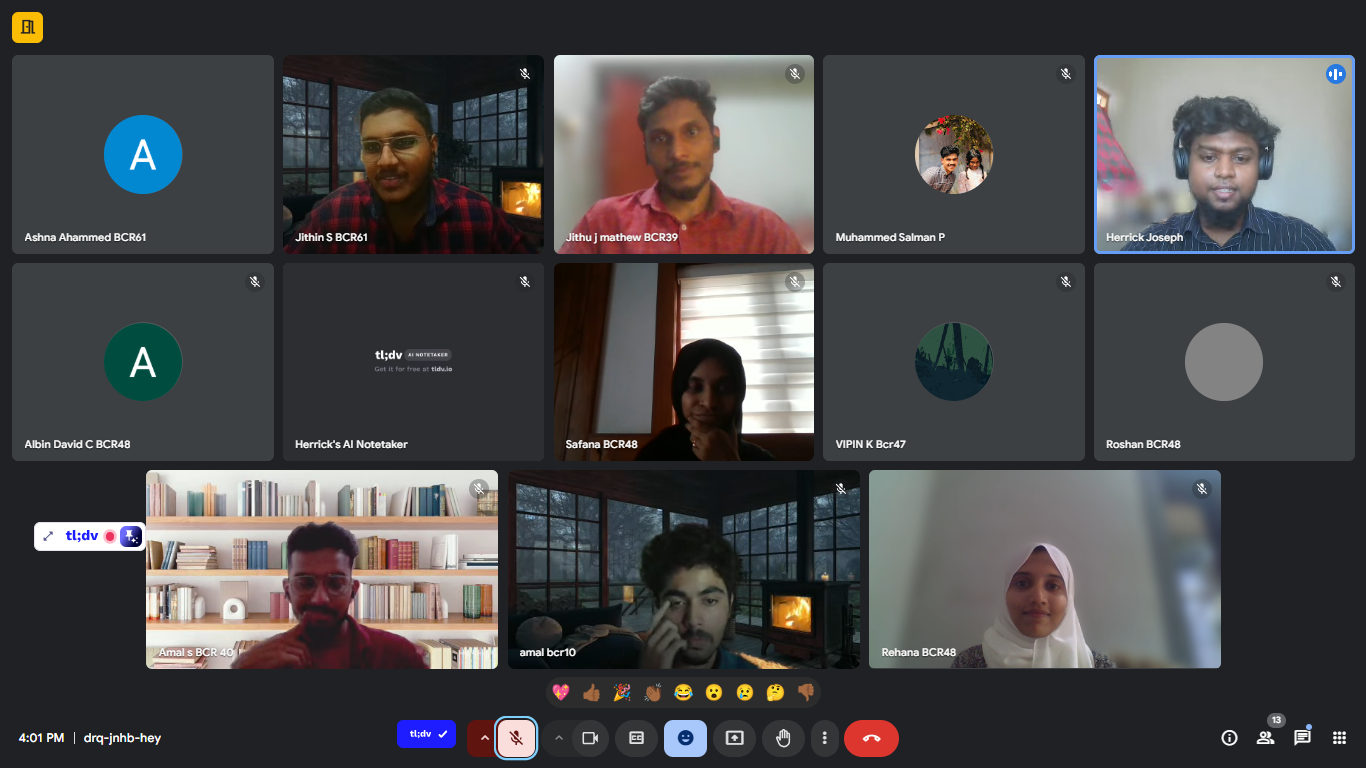 A
Ashna Ahammed BCR61
Jithin S BCR61
Jithu j mathew BCR39
Muhammed Salman P
Herrick Joseph
A
Albin David C BCR48
tl;dv AI NOTETAKER
Get it for free at tldv.io
Herrick's AI Notetaker
Safana BCR48
VIPIN K Bcr47
Roshan BCR48
tl;dv
Amal s BCR 40
amal bcr10
Rehana BCR48
4:01 PM | drq-jnhb-hey
tl;dv
CC
13